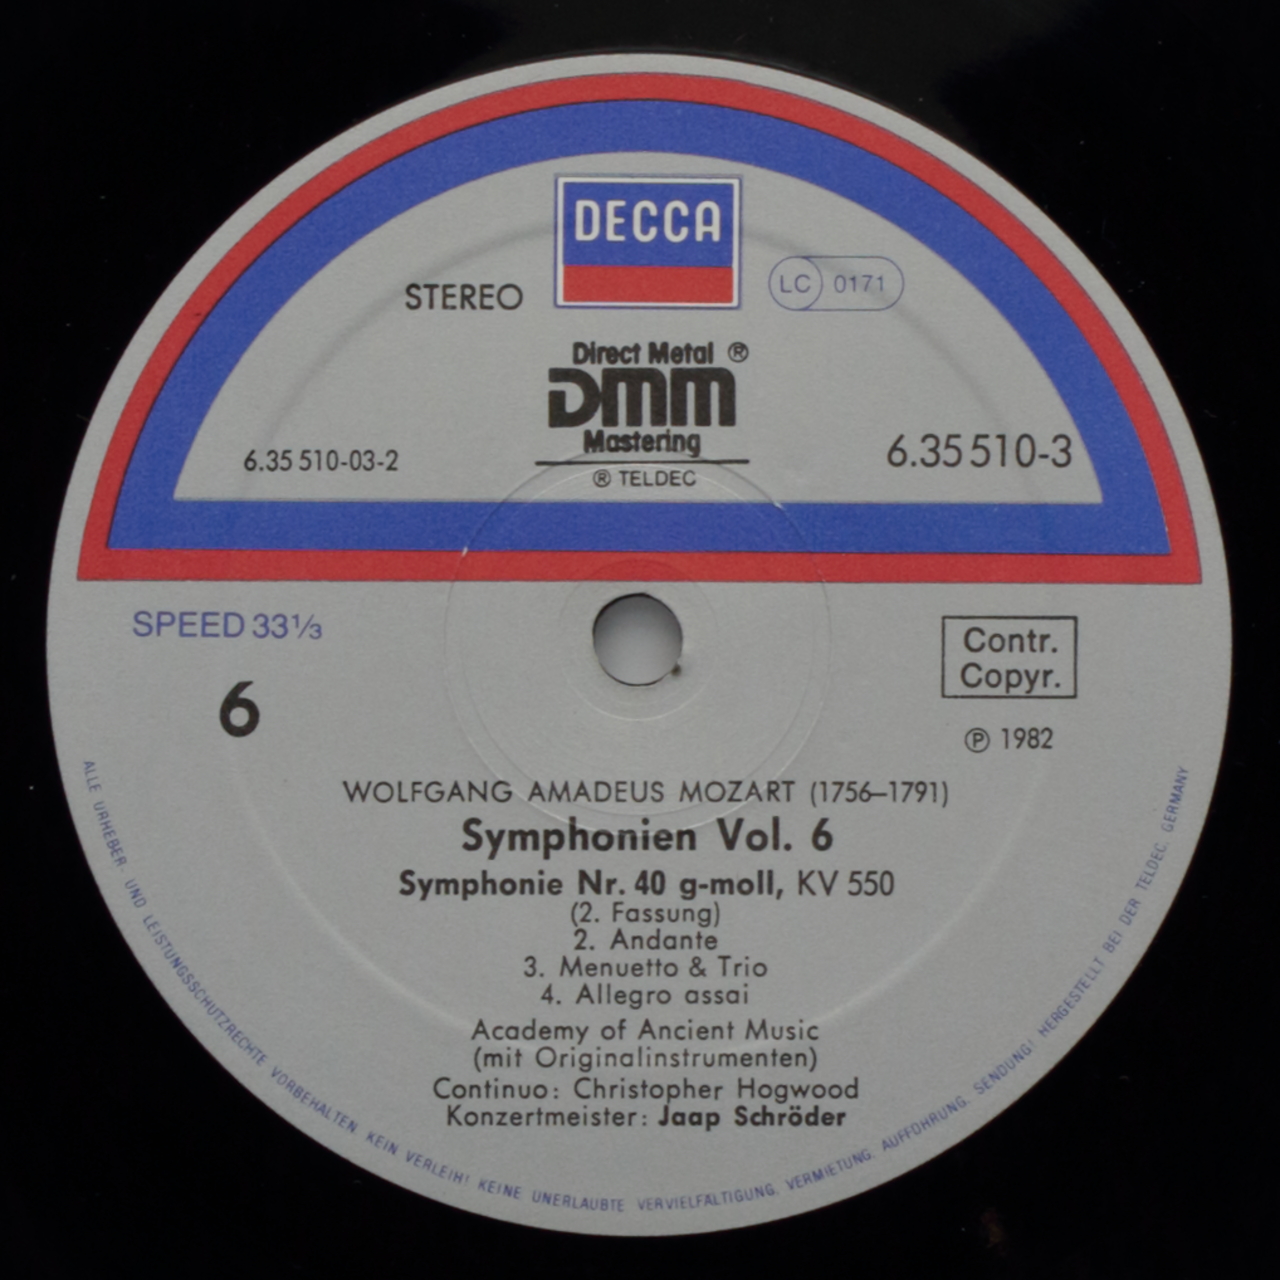 DECCA
STEREO
LC 0171
Direct Metal ®
DMM
Mastering
® TELDEC
6.35 510-03-2
6.35 510-3
SPEED 33⅓
6
Contr.
Copyr.
℗ 1982
WOLFGANG AMADEUS MOZART (1756–1791)
Symphonien Vol. 6
Symphonie Nr. 40 g-moll, KV 550
(2. Fassung)
2. Andante
3. Menuetto & Trio
4. Allegro assai
Academy of Ancient Music
(mit Originalinstrumenten)
Continuo: Christopher Hogwood
Konzertmeister: Jaap Schröder
ALLE URHEBER- UND LEISTUNGSSCHUTZRECHTE VORBEHALTEN. KEIN VERLEIH! KEINE UNERLAUBTE VERVIELFÄLTIGUNG, VERMIETUNG, AUFFÜHRUNG, SENDUNG! HERGESTELLT BEI DER TELDEC, GERMANY